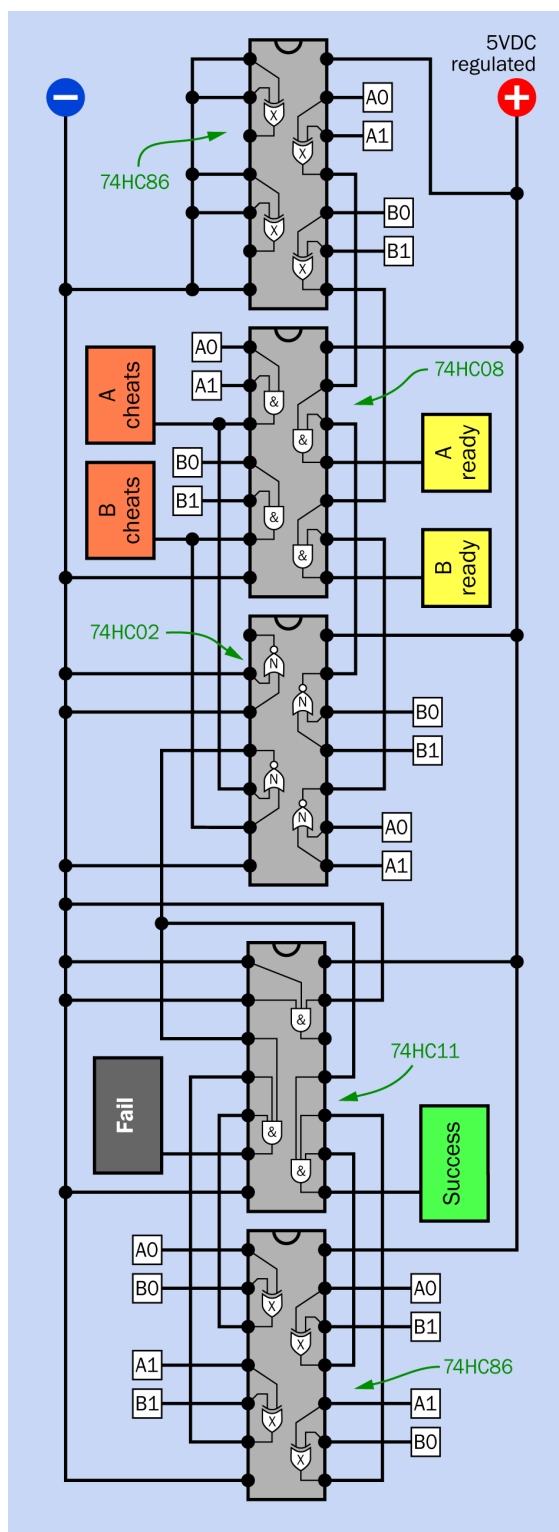 5VDC
regulated
−
+
A0
X
X
A1
74HC86
B0
X
B1
X
A0
74HC08
A
cheats
A1
&
&
A
ready
B
cheats
B0
B1
&
&
B
ready
74HC02
N
N
B0
B1
N
N
A0
A1
&
74HC11
Fail
&
&
Success
A0
B0
X
A0
X
B1
A1
74HC86
B1
X
A1
X
B0